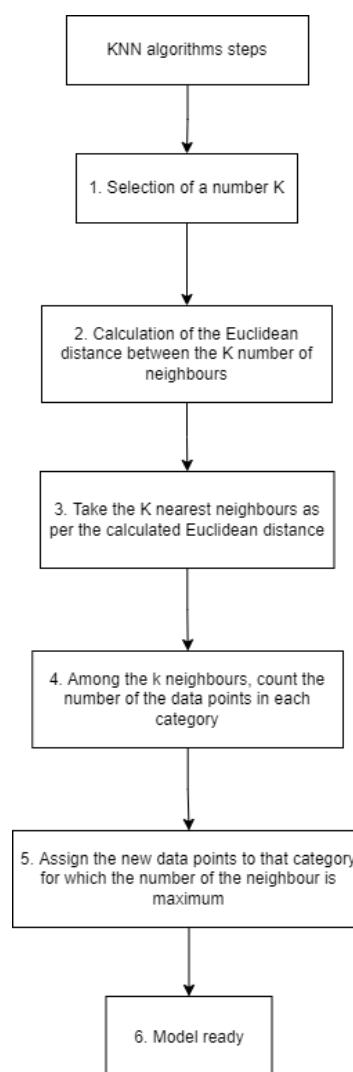 KNN algorithms steps
1. Selection of a number K
2. Calculation of the Euclidean
distance between the K number of
neighbours
3. Take the K nearest neighbours as
per the calculated Euclidean distance
4. Among the k neighbours, count the
number of the data points in each
category
5. Assign the new data points to that category
for which the number of the neighbour is
maximum
6. Model ready